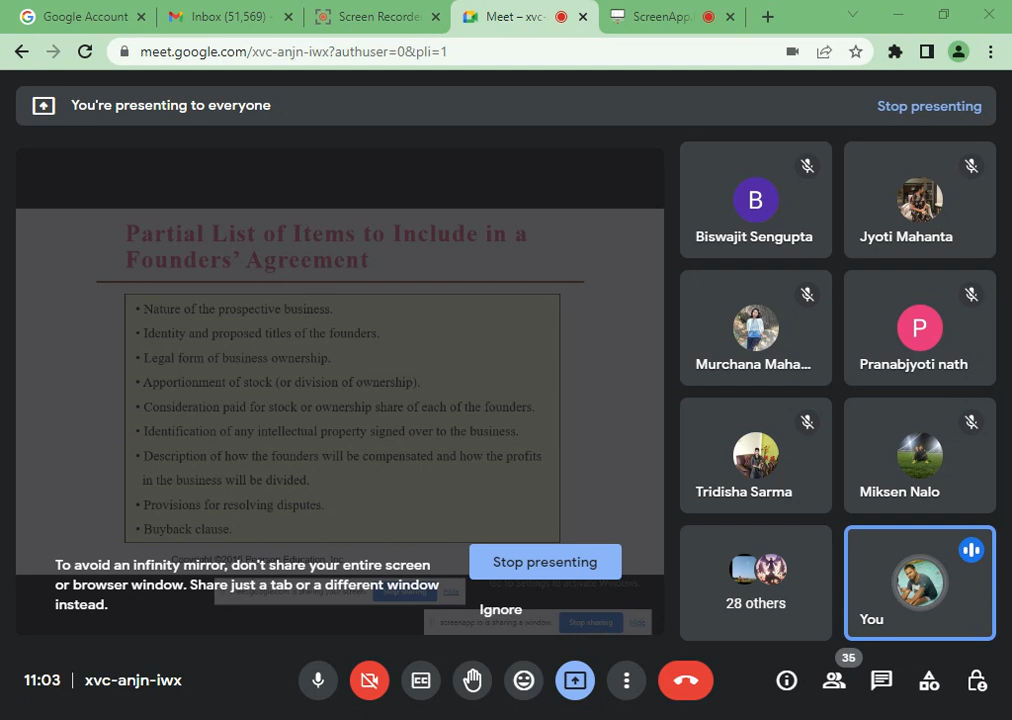 Google Account
Inbox (51,569)
Screen Recorde
Meet – xvc-
ScreenApp.
meet.google.com/xvc-anjn-iwx?authuser=0&pli=1
You're presenting to everyone
Stop presenting
Partial List of Items to Include in a
Founders' Agreement
• Nature of the prospective business.
• Identity and proposed titles of the founders.
• Legal form of business ownership.
• Apportionment of stock (or division of ownership).
• Consideration paid for stock or ownership share of each of the founders.
• Identification of any intellectual property signed over to the business.
• Description of how the founders will be compensated and how the profits
in the business will be divided.
• Provisions for resolving disputes.
• Buyback clause.
To avoid an infinity mirror, don't share your entire screen
or browser window. Share just a tab or a different window
instead.
Stop presenting
Ignore
screenapp.io is sharing a window.
Stop sharing
Hide
B
Biswajit Sengupta
Jyoti Mahanta
Murchana Maha...
P
Pranabjyoti nath
Tridisha Sarma
Miksen Nalo
28 others
You
11:03
xvc-anjn-iwx
35